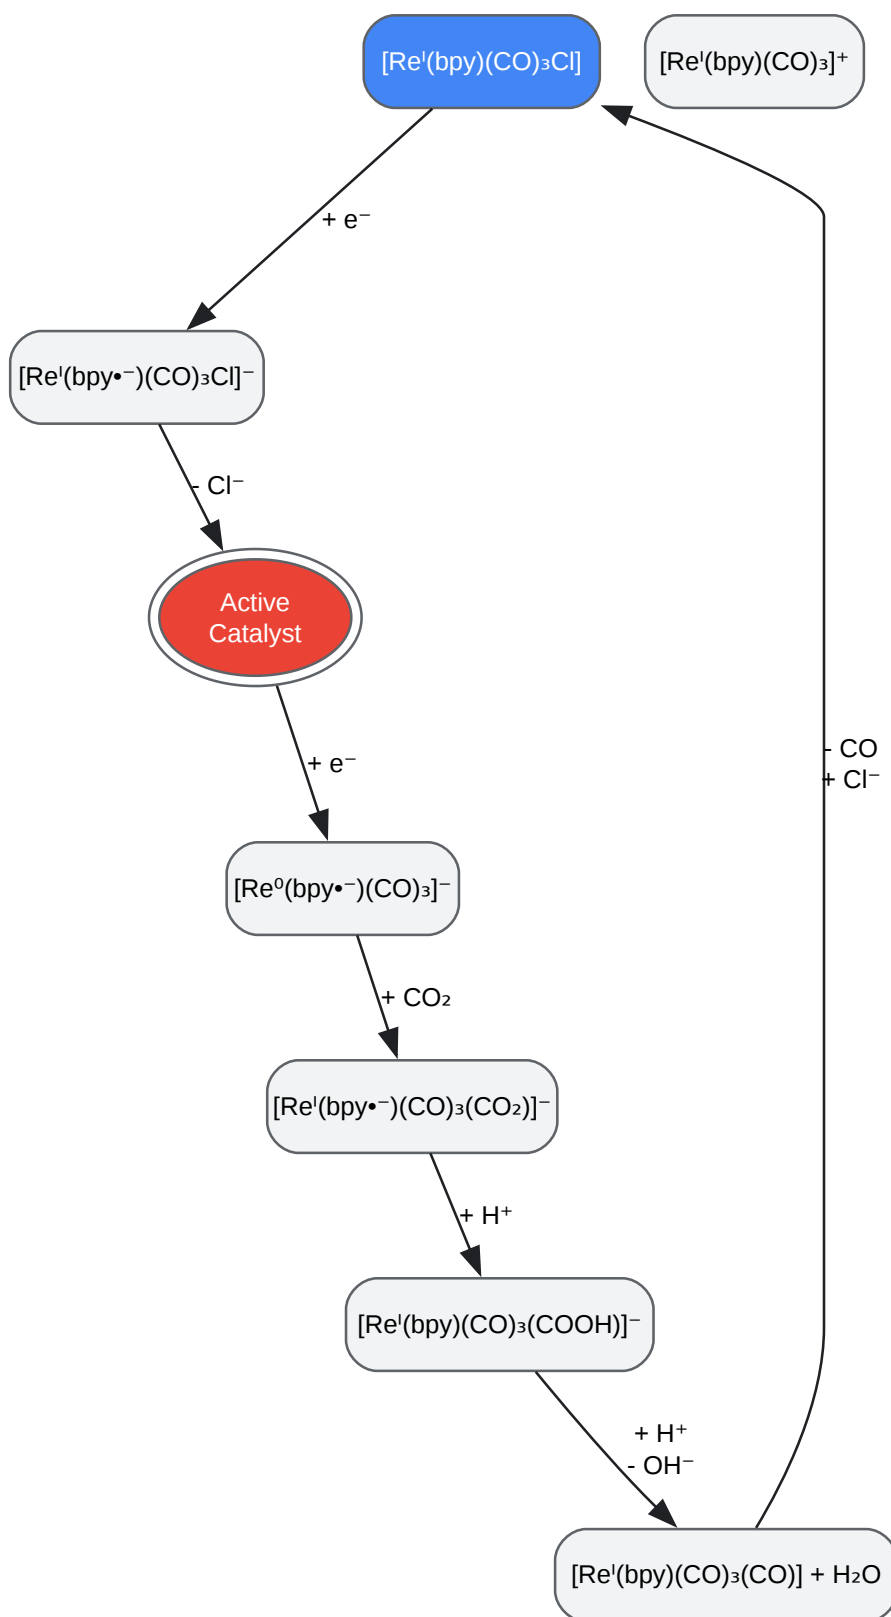 [Reᴵ(bpy)(CO)₃Cl]
[Reᴵ(bpy)(CO)₃]⁺
+ e⁻
[Reᴵ(bpy•⁻)(CO)₃Cl]⁻
- Cl⁻
Active
Catalyst
+ e⁻
[Re⁰(bpy•⁻)(CO)₃]⁻
- CO
+ Cl⁻
+ CO₂
[Reᴵ(bpy•⁻)(CO)₃(CO₂)]⁻
+ H⁺
[Reᴵ(bpy)(CO)₃(COOH)]⁻
+ H⁺
- OH⁻
[Reᴵ(bpy)(CO)₃(CO)] + H₂O